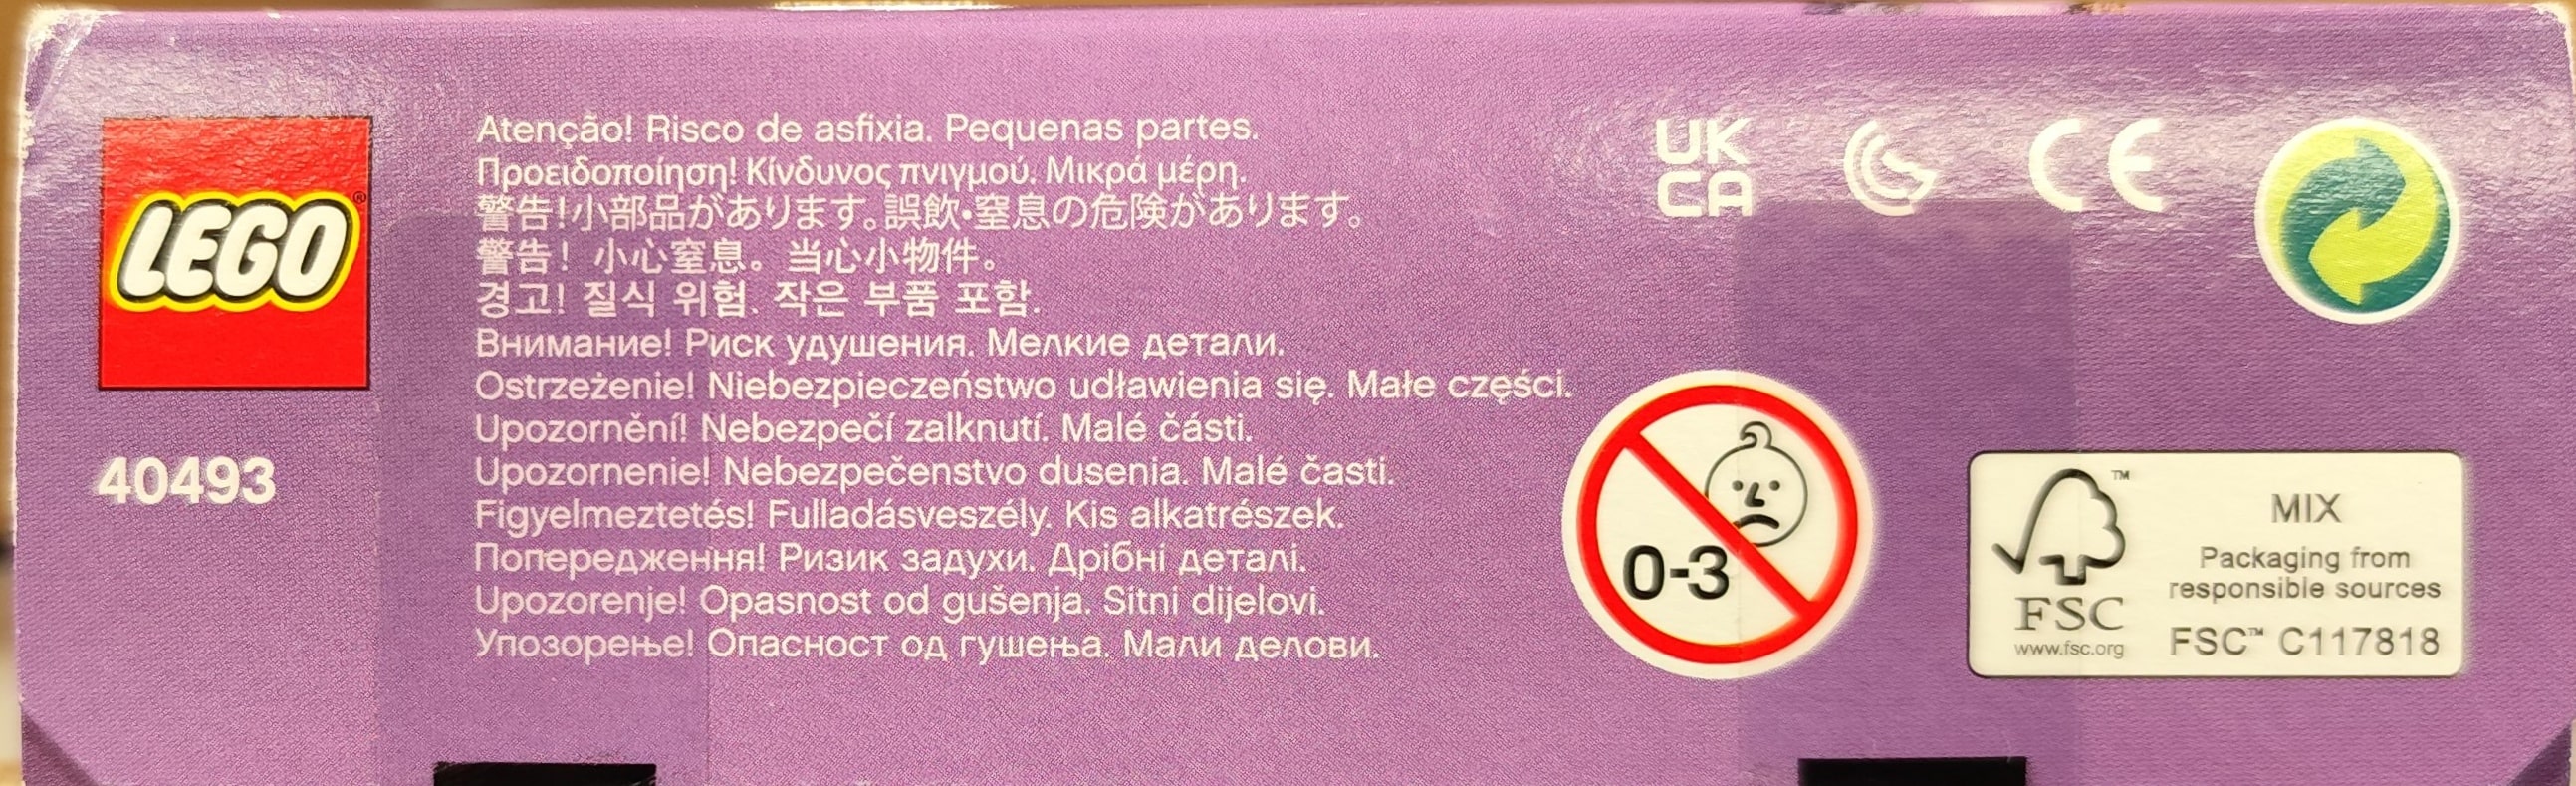 LEGO®
40493
Atenção! Risco de asfixia. Pequenas partes.
Προειδοποίηση! Κίνδυνος πνιγμού. Μικρά μέρη.
警告!小部品があります。誤飲・窒息の危険があります。
警告！小心窒息。当心小物件。
경고! 질식 위험. 작은 부품 포함.
Внимание! Риск удушения. Мелкие детали.
Ostrzeżenie! Niebezpieczeństwo udławienia się. Małe części.
Upozornění! Nebezpečí zalknutí. Malé části.
Upozornenie! Nebezpečenstvo dusenia. Malé časti.
Figyelmeztetés! Fulladásveszély. Kis alkatrészek.
Попередження! Ризик задухи. Дрібні деталі.
Upozorenje! Opasnost od gušenja. Sitni dijelovi.
Упозорење! Опасност од гушења. Мали делови.
UK
CA
CE
0-3
FSC
www.fsc.org
™
MIX
Packaging from
responsible sources
FSC™ C117818